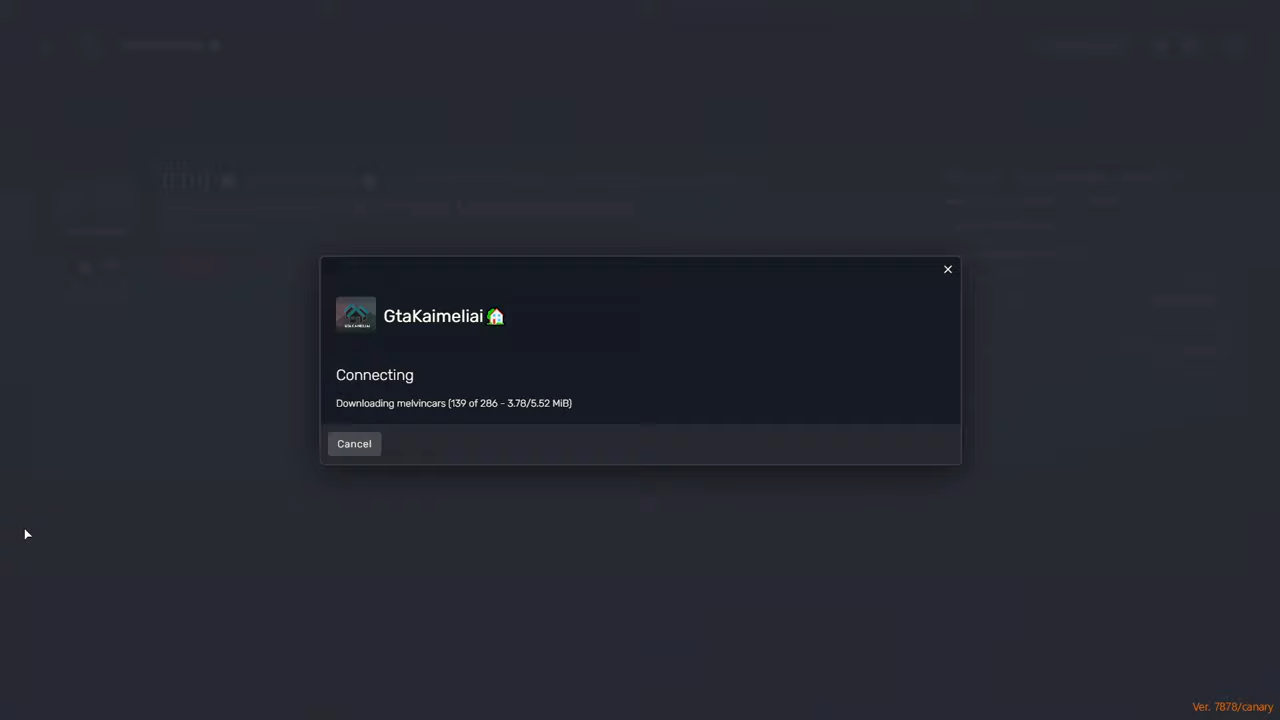 GtaKaimeliai
Connecting
Downloading melvincars (139 of 286 - 3.78/5.52 MiB)
Cancel
Ver. 7878/canary